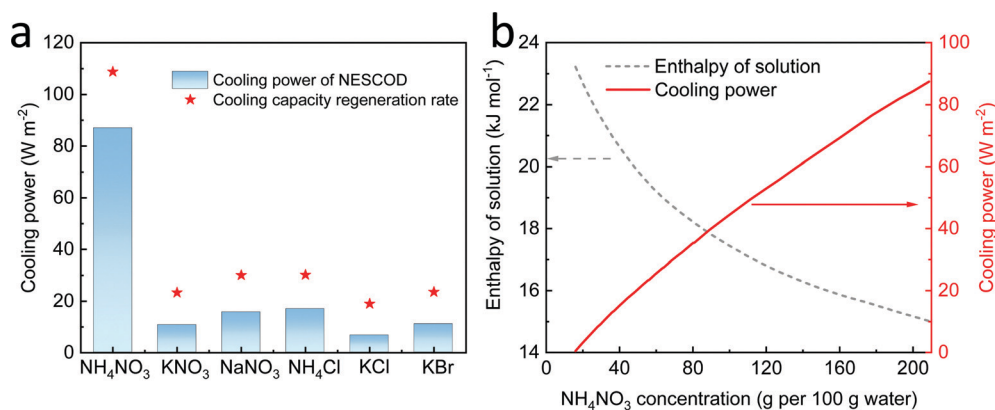 a
Cooling power (W m⁻²)
120
100
80
60
40
20
0
Cooling power of NESCOD
Cooling capacity regeneration rate
NH₄NO₃ KNO₃ NaNO₃ NH₄Cl KCl KBr
b
Enthalpy of solution (kJ mol⁻¹)
24
22
20
18
16
14
Enthalpy of solution
Cooling power
100
80
60
40
20
0
Cooling power (W m⁻²)
0 40 80 120 160 200
NH₄NO₃ concentration (g per 100 g water)